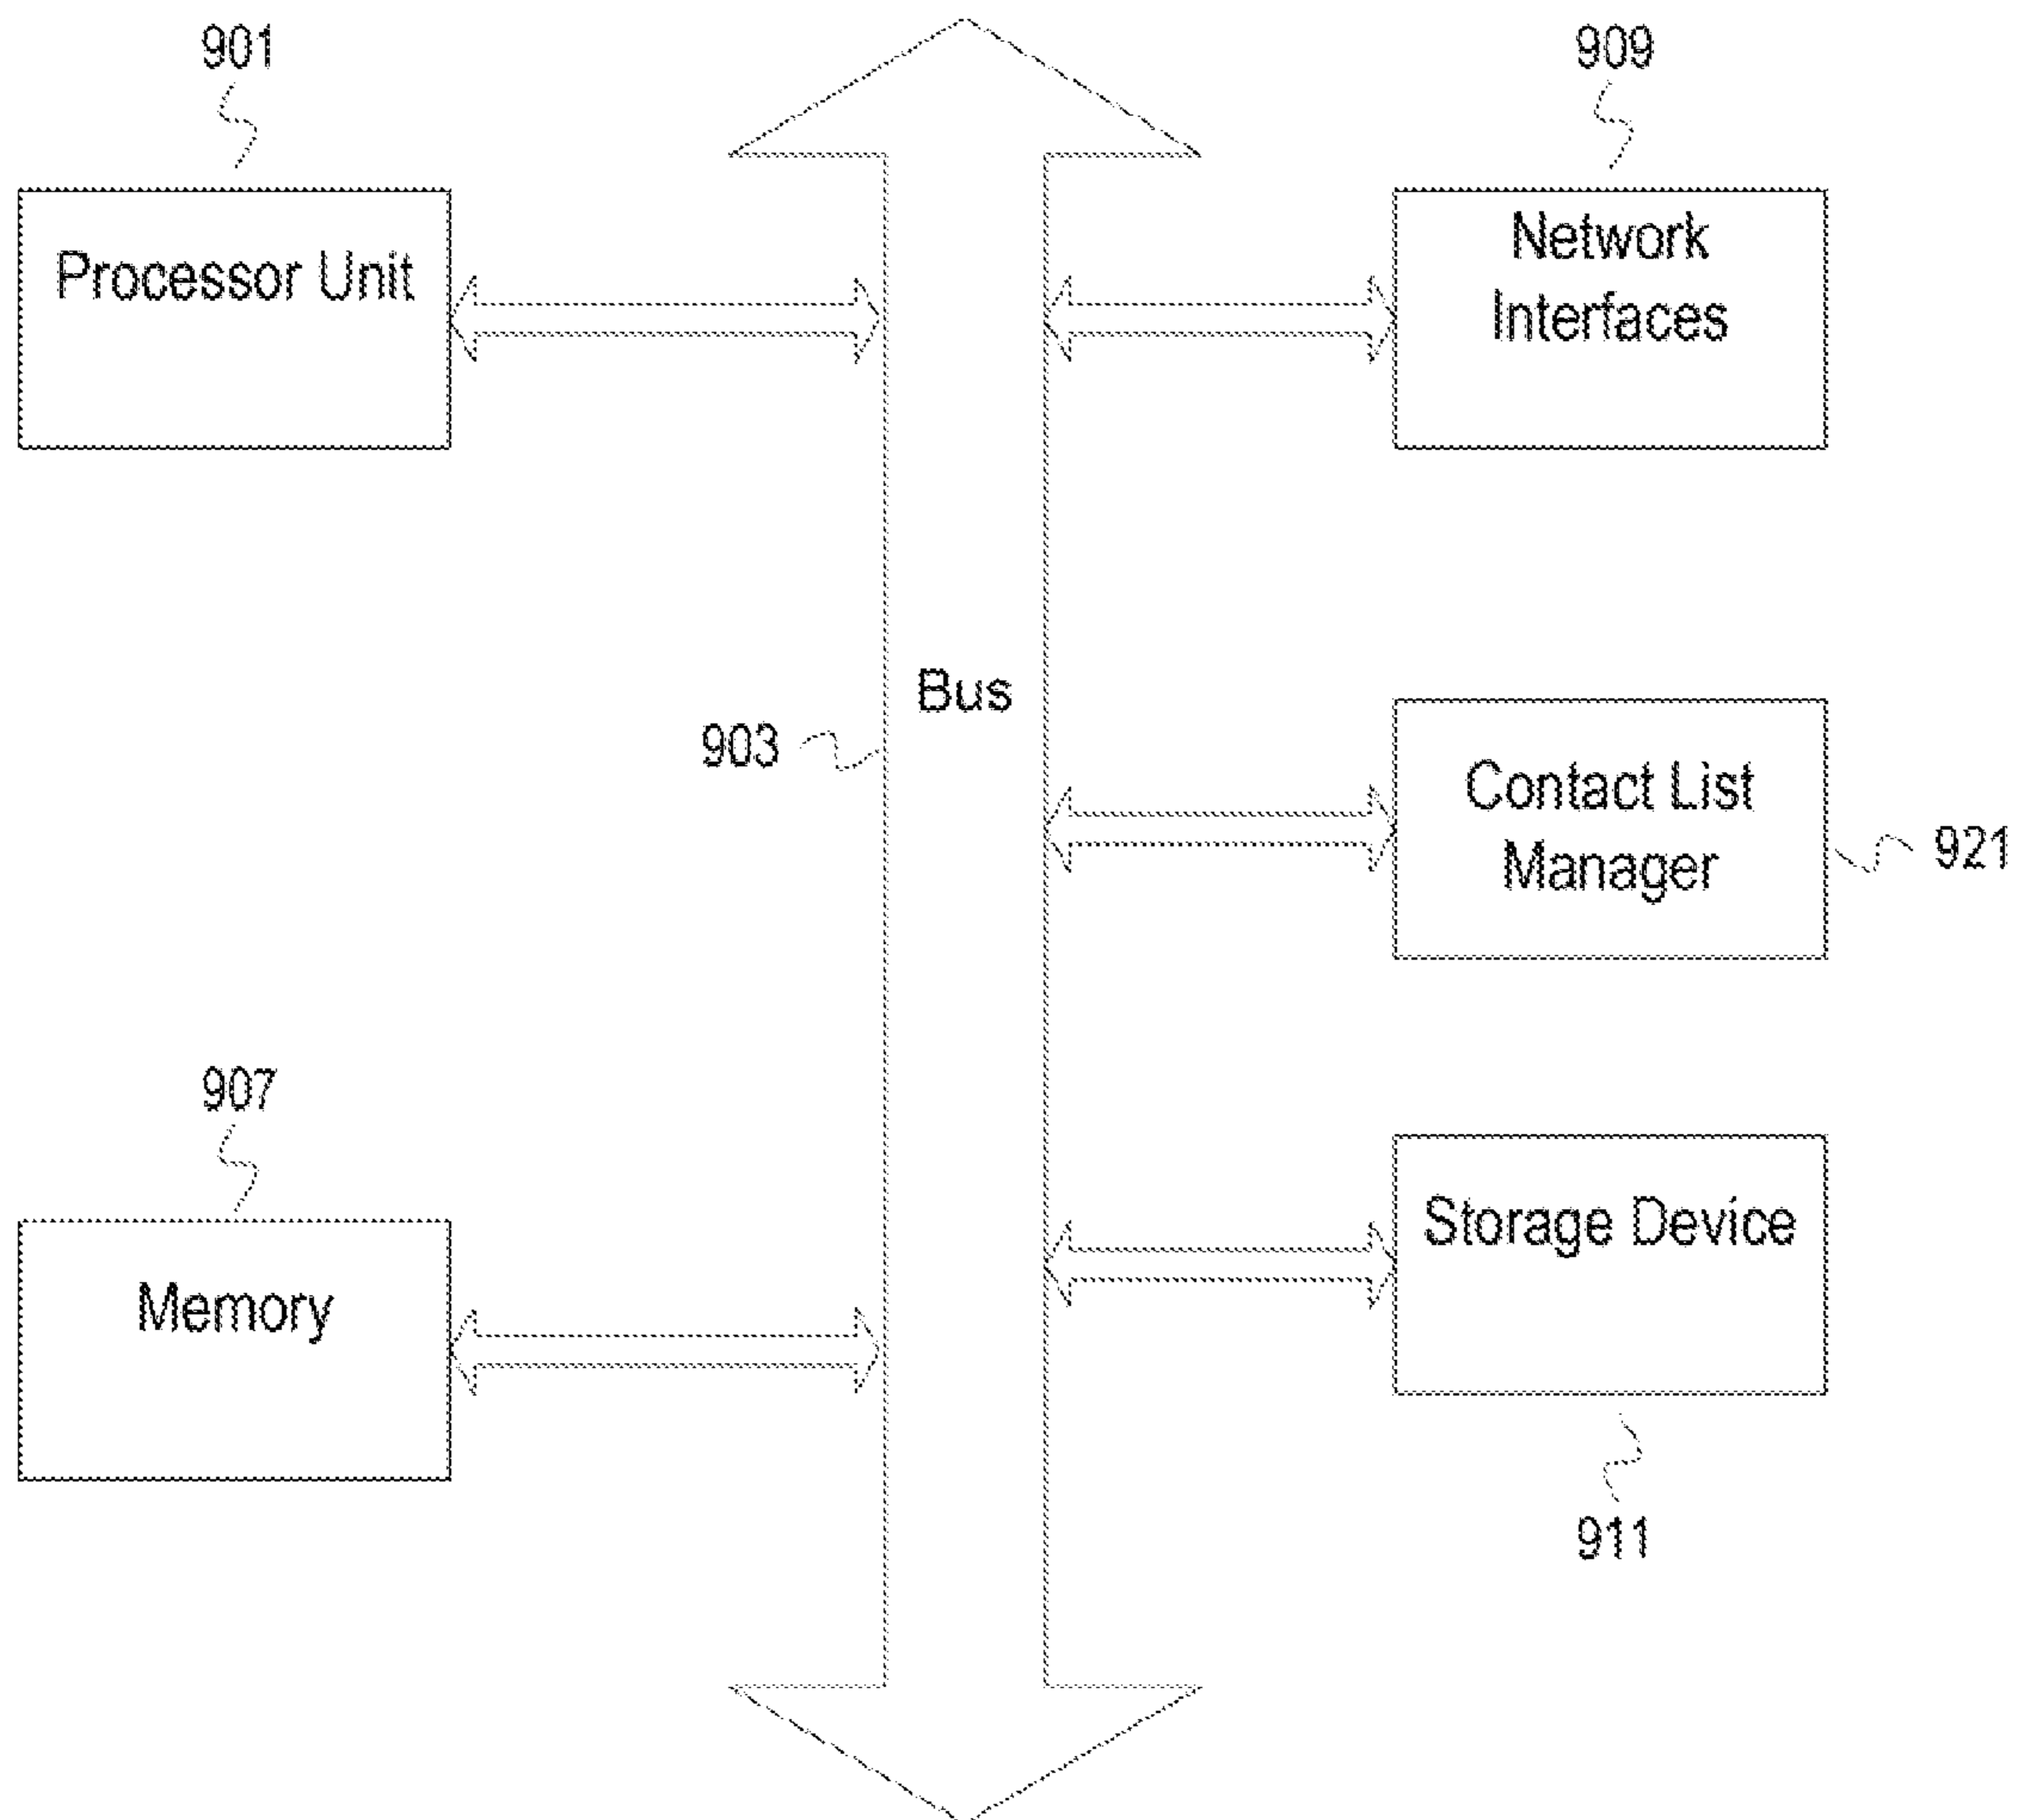 901
909
Processor Unit
Network
Interfaces
Bus
903
Contact List
Manager
921
907
Memory
Storage Device
911